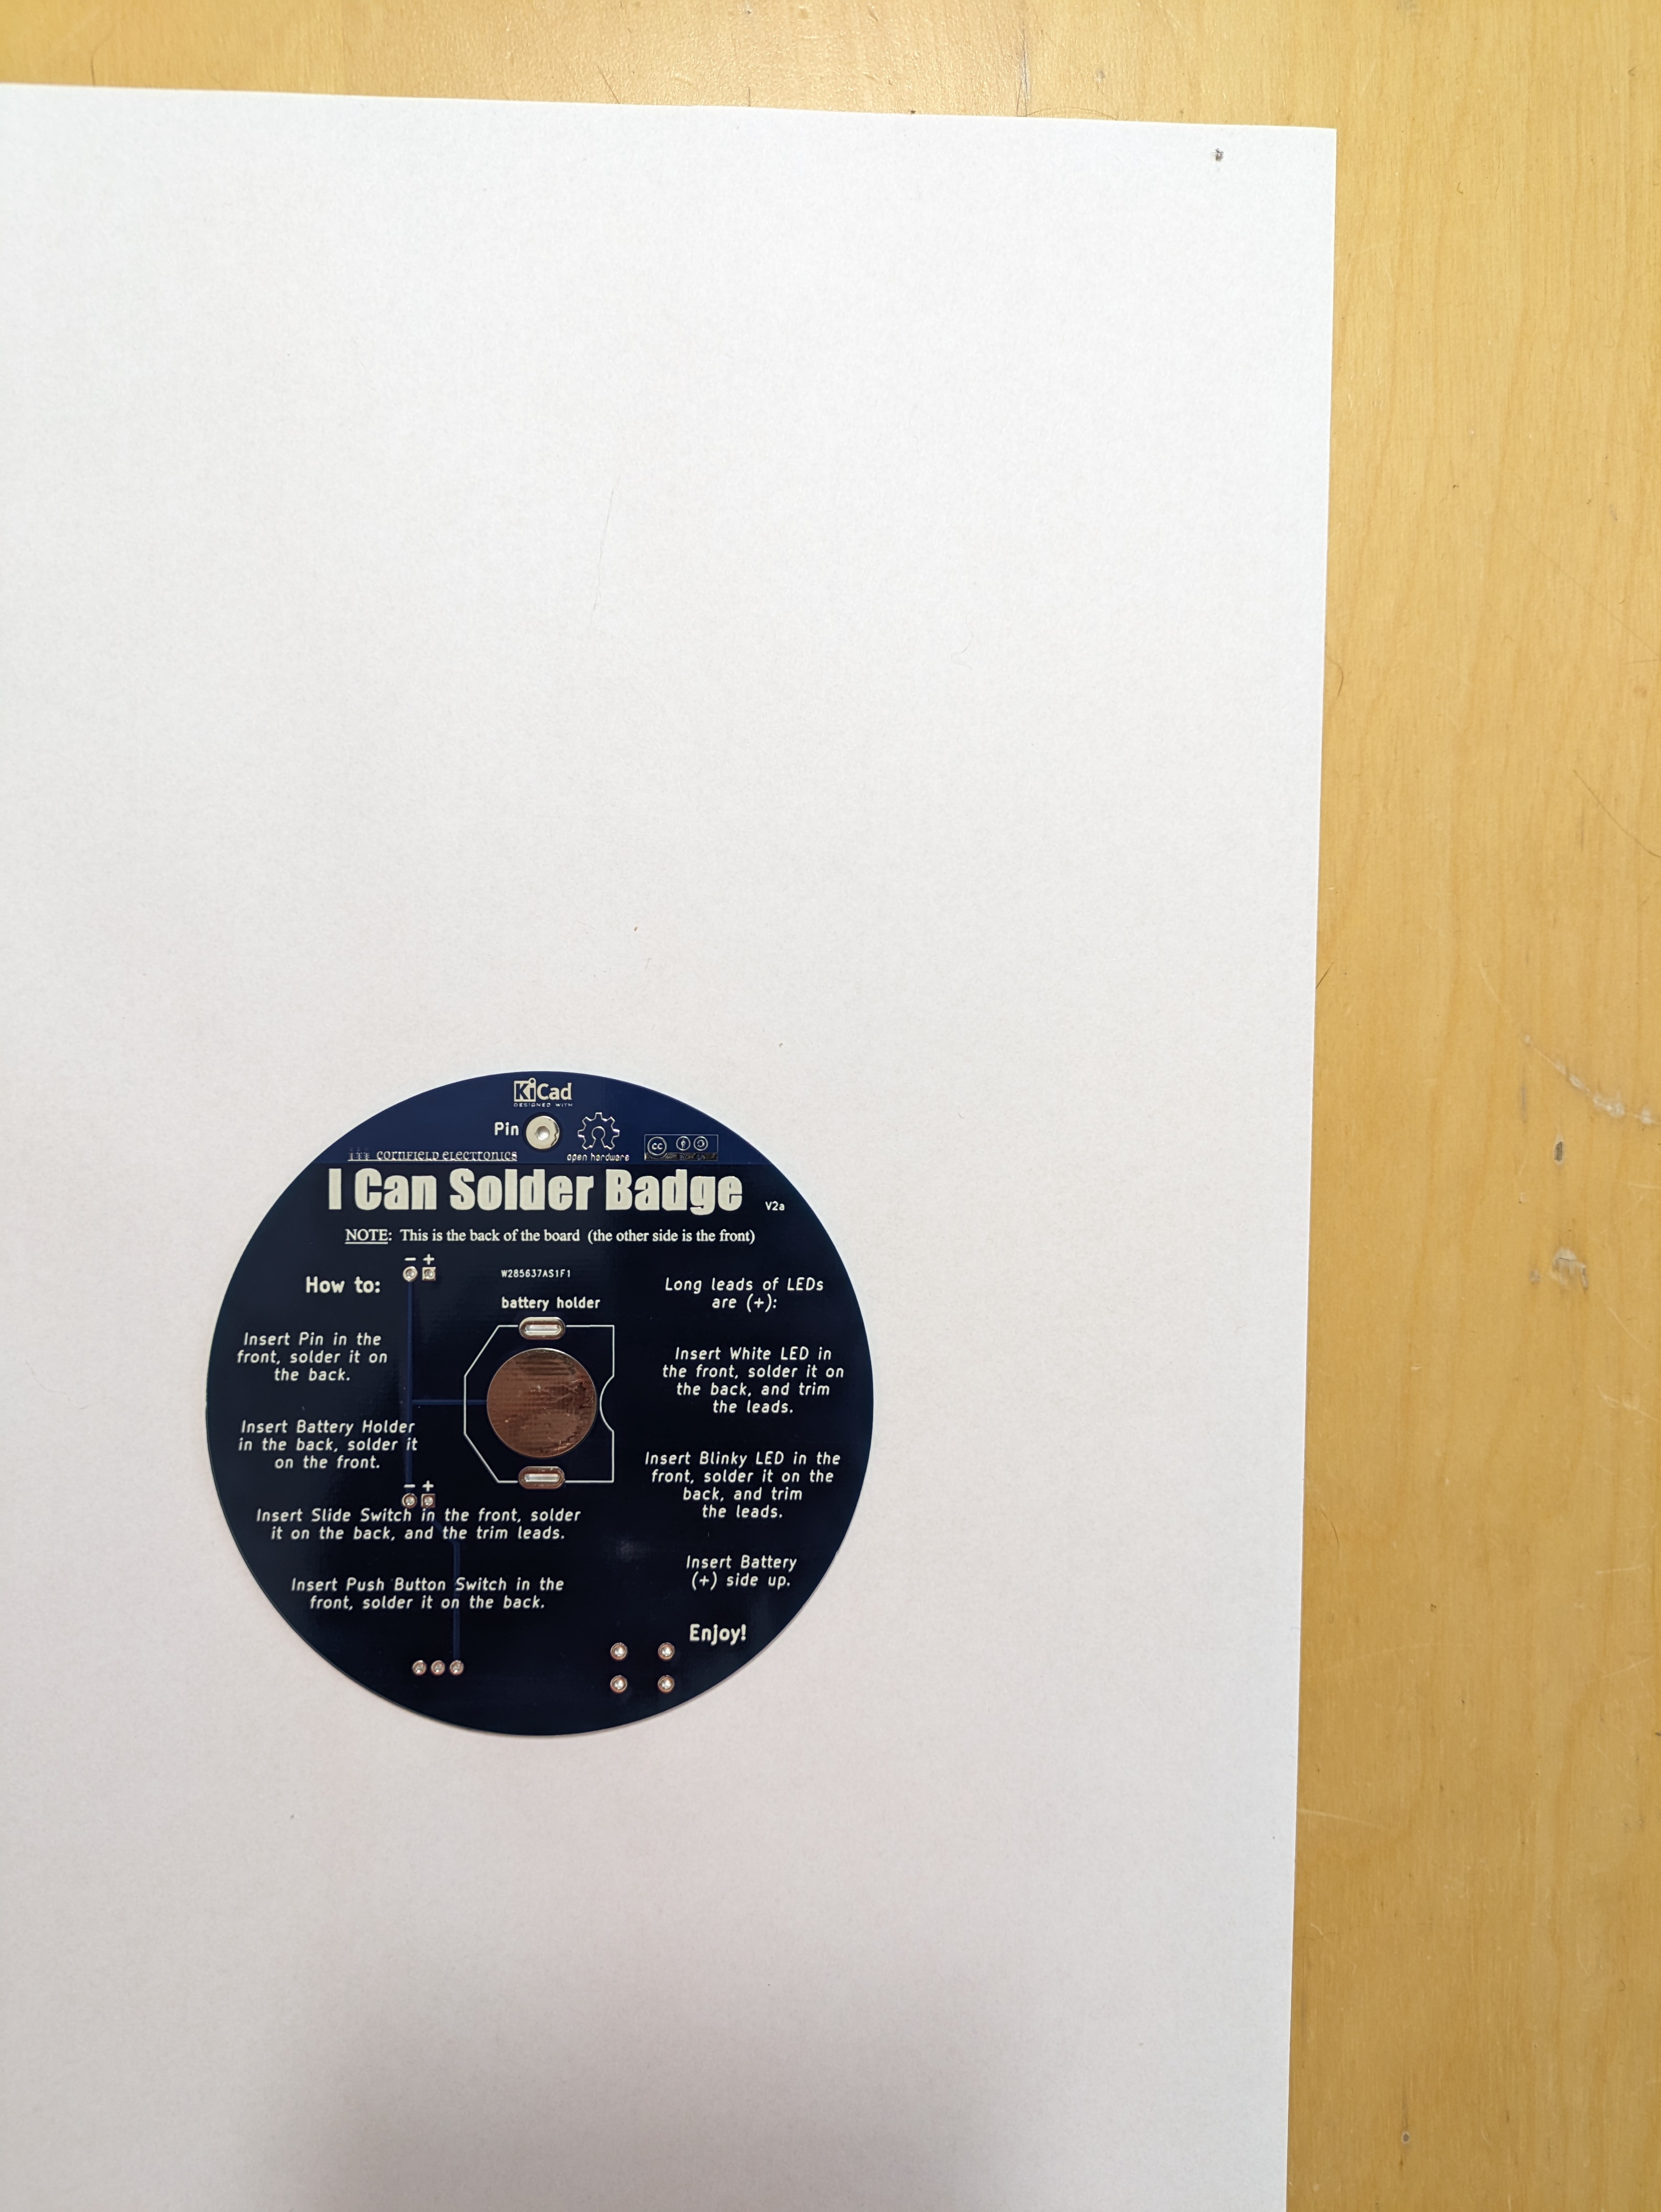 KiCad
DESIGNED WITH
Pin
CORNFIELD ELECTRONICS
open hardware
cc
I Can Solder Badge
V2a
NOTE: This is the back of the board (the other side is the front)
- +
How to:
W285637AS1F1
battery holder
Insert Pin in the
front, solder it on
the back.
Insert Battery Holder
in the back, solder it
on the front.
- +
Insert Slide Switch in the front, solder
it on the back, and the trim leads.
Insert Push Button Switch in the
front, solder it on the back.
Long leads of LEDs
are (+):
Insert White LED in
the front, solder it on
the back, and trim
the leads.
Insert Blinky LED in the
front, solder it on the
back, and trim
the leads.
Insert Battery
(+) side up.
Enjoy!